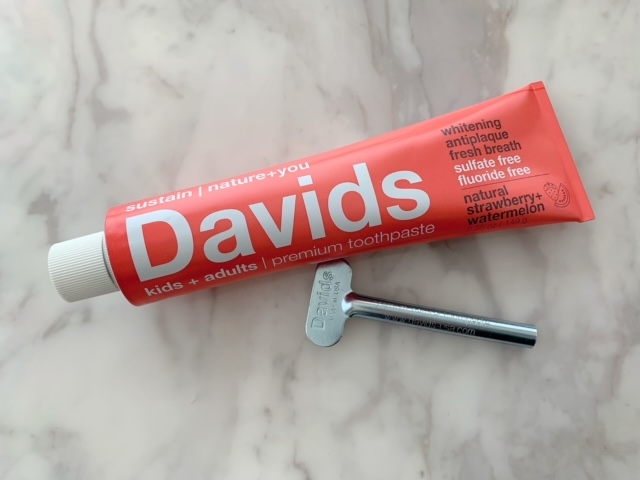 sustain | nature+you
Davids
kids + adults | premium toothpaste
whitening
antiplaque
fresh breath
sulfate free
fluoride free
natural
strawberry+
watermelon
Davids